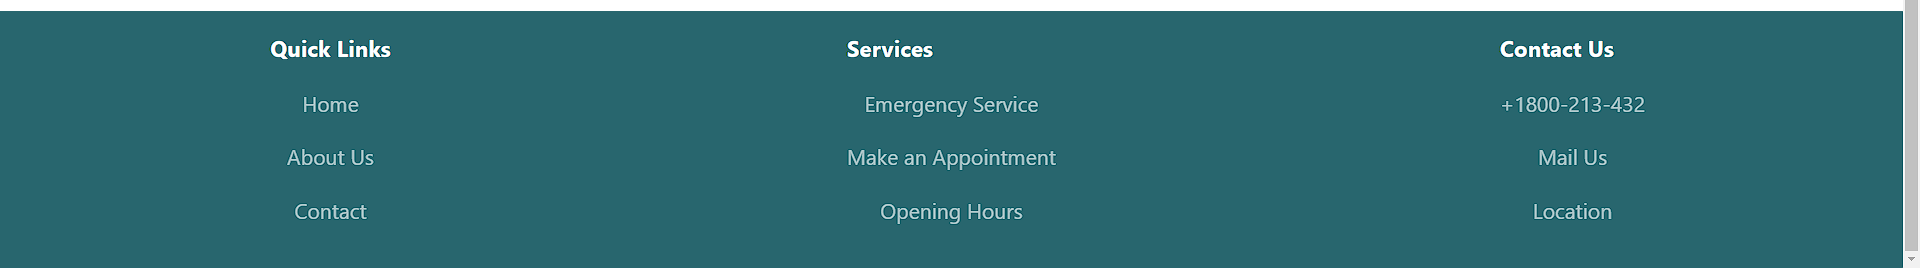 Quick Links
Home
About Us
Contact
Services
Emergency Service
Make an Appointment
Opening Hours
Contact Us
+1800-213-432
Mail Us
Location